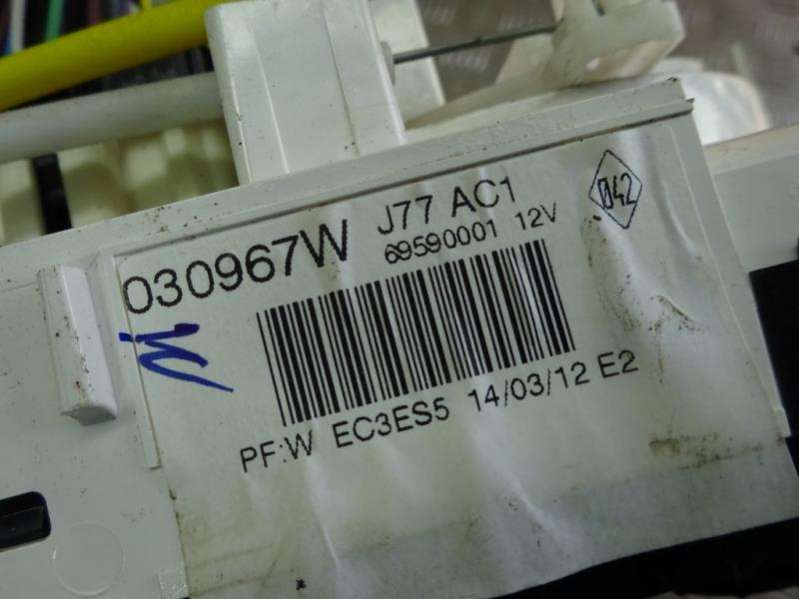 030967W J77 AC1
69590001 12V
042
PF:W EC3ES5 14/03/12 E2